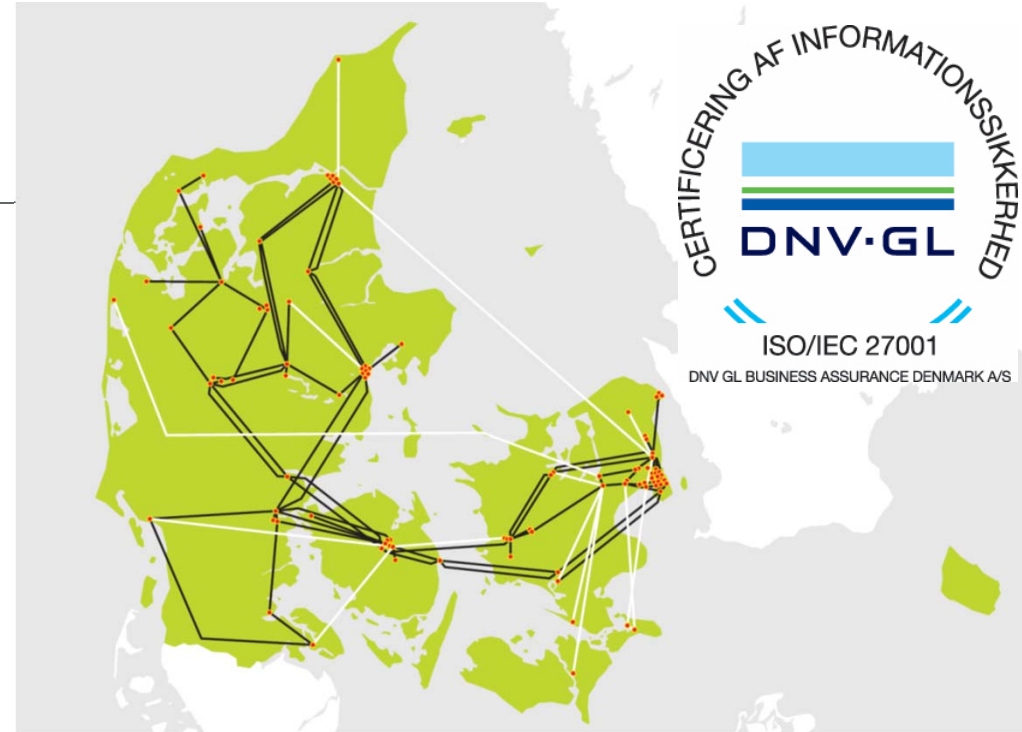 CERTIFICERING AF INFORMATIONSSIKKERHED
DNV·GL
ISO/IEC 27001
DNV GL BUSINESS ASSURANCE DENMARK A/S